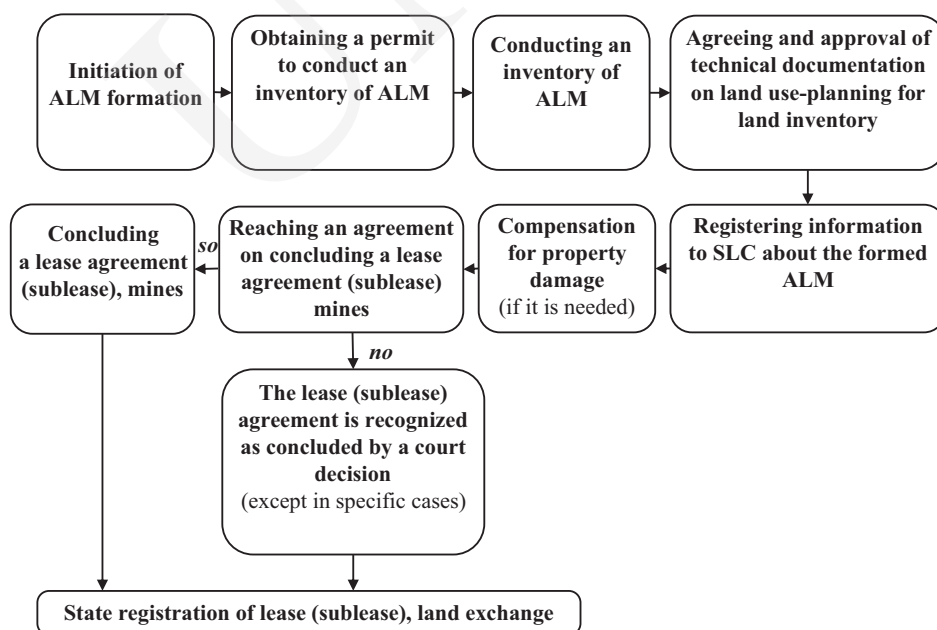 Initiation of
ALM formation
Obtaining a permit
to conduct an
inventory of ALM
Conducting an
inventory of
ALM
Agreeing and approval of
technical documentation
on land use-planning for
land inventory
Concluding
a lease agreement
(sublease), mines
so
Reaching an agreement
on concluding a lease
agreement (sublease)
mines
Compensation
for property
damage
(if it is needed)
Registering information
to SLC about the formed
ALM
no
The lease (sublease)
agreement is recognized
as concluded by a court
decision
(except in specific cases)
State registration of lease (sublease), land exchange